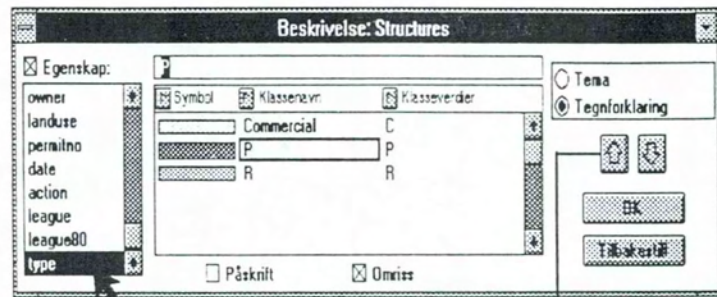 Beskrivelse: Structures
Egenskap:
P
Tema
Tegnforklaring
owner
landuse
permitno
date
action
league
league80
type
Symbol Klassenavn Klasseverdier
Commercial C
P P
R R
OK
Tilbakestill
Påskrift Omriss